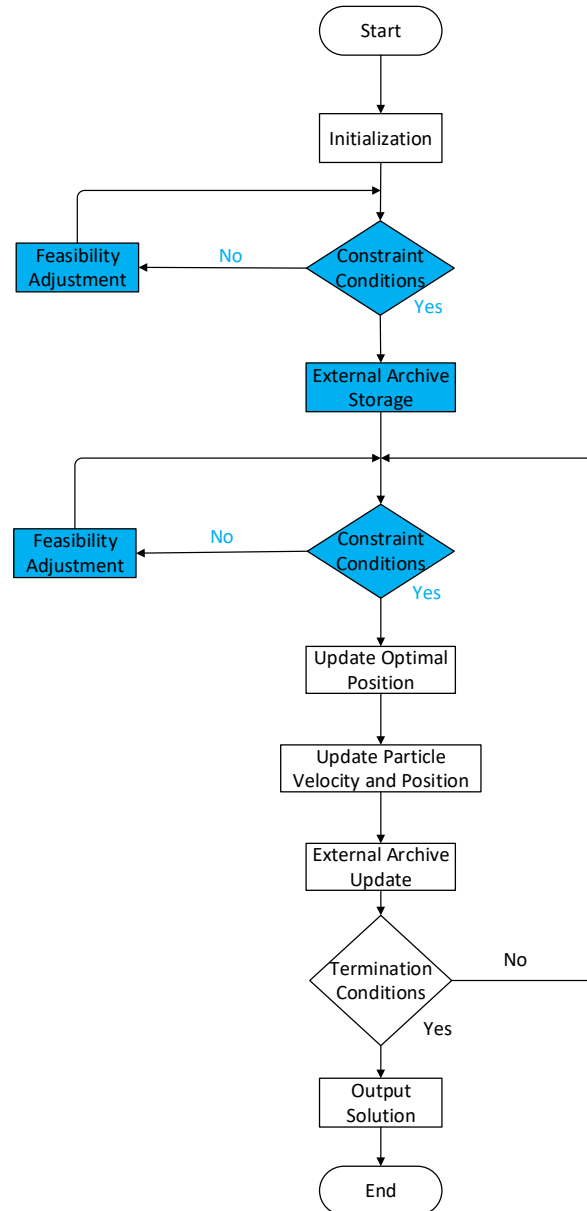 Start
Initialization
Feasibility
Adjustment
No
Constraint
Conditions
Yes
External Archive
Storage
Feasibility
Adjustment
No
Constraint
Conditions
Yes
Update Optimal
Position
Update Particle
Velocity and Position
External Archive
Update
Termination
Conditions
No
Yes
Output
Solution
End